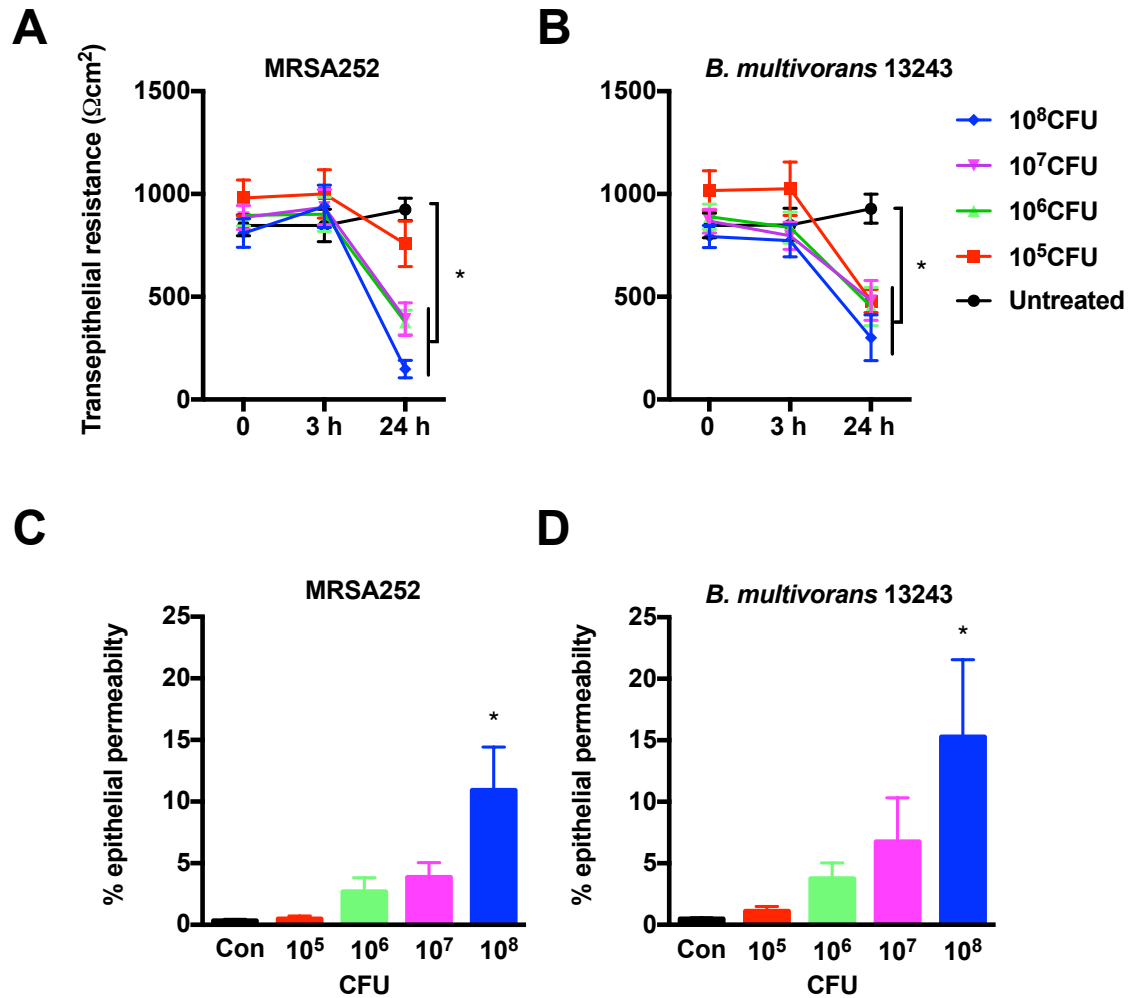 A
MRSA252
Transepithelial resistance (Ωcm²)
1500
1000
500
0
0 3 h 24 h
*
B
B. multivorans 13243
1500
1000
500
0
0 3 h 24 h
*
10⁸CFU
10⁷CFU
10⁶CFU
10⁵CFU
Untreated
C
MRSA252
% epithelial permeabilty
25
20
15
10
5
0
*
Con 10⁵ 10⁶ 10⁷ 10⁸
CFU
D
B. multivorans 13243
% epithelial permeabilty
25
20
15
10
5
0
*
Con 10⁵ 10⁶ 10⁷ 10⁸
CFU